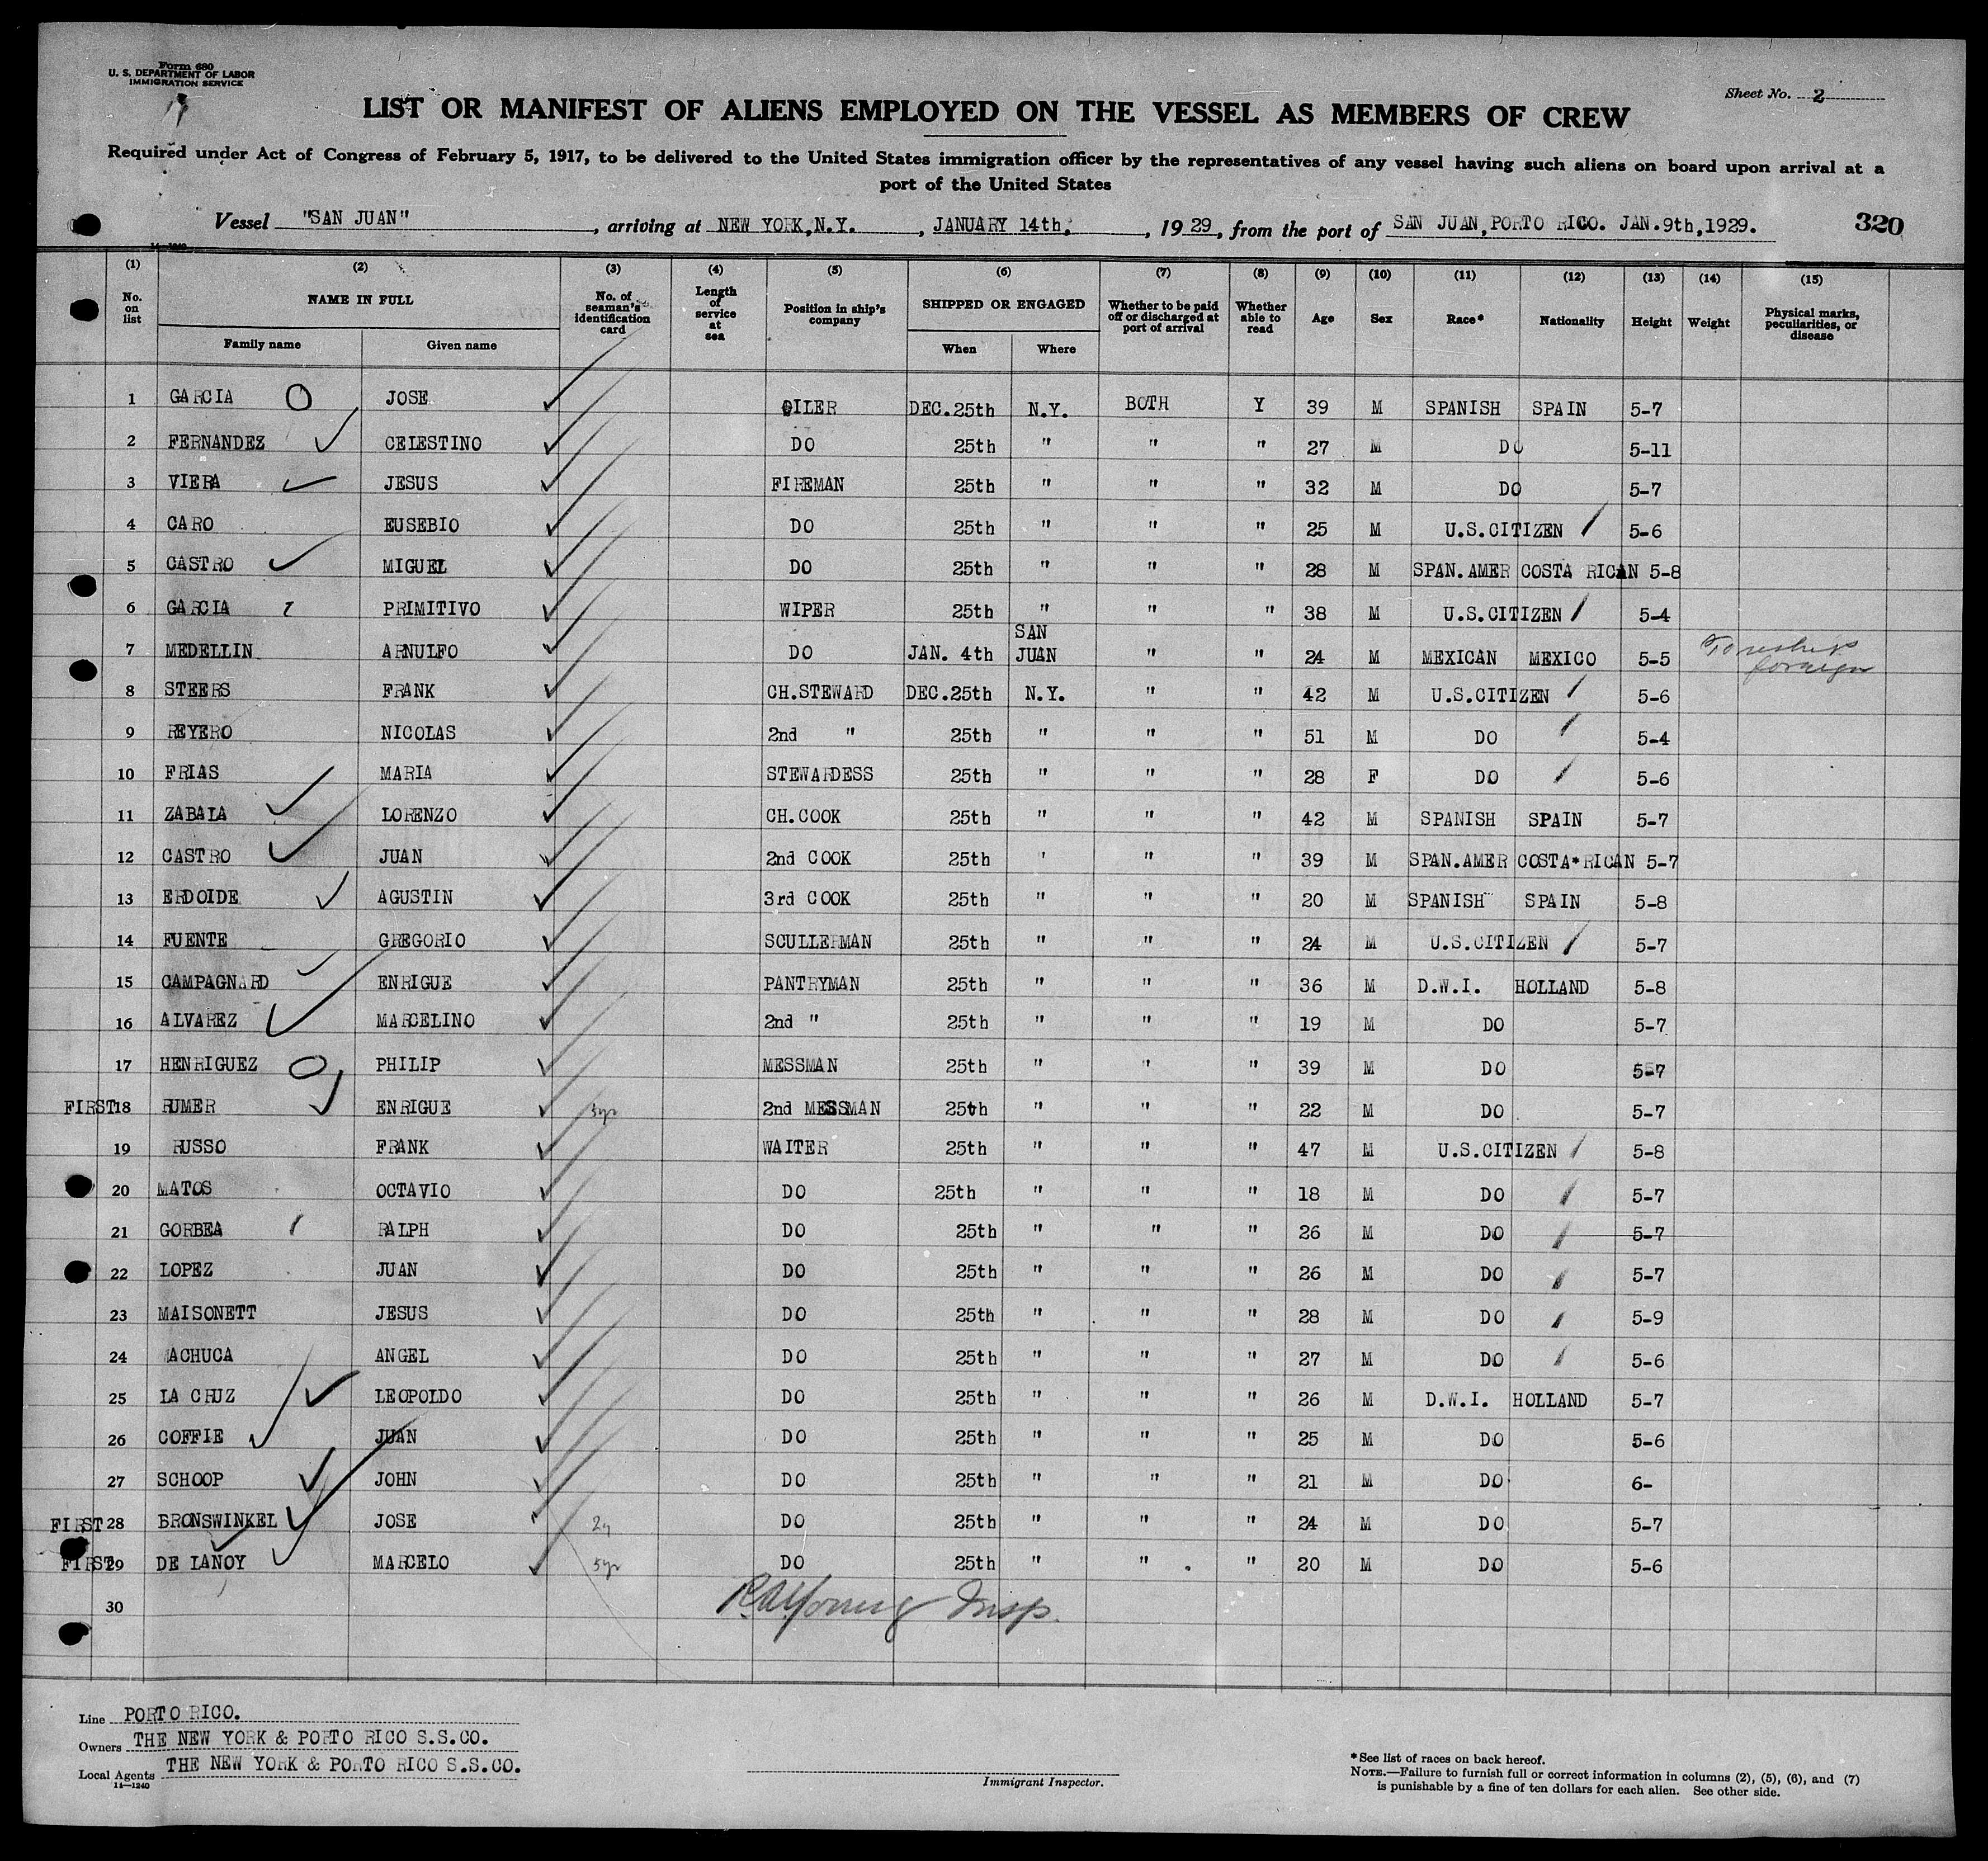 Form 680
U. S. DEPARTMENT OF LABOR
IMMIGRATION SERVICE
Sheet No. 2
LIST OR MANIFEST OF ALIENS EMPLOYED ON THE VESSEL AS MEMBERS OF CREW
Required under Act of Congress of February 5, 1917, to be delivered to the United States immigration officer by the representatives of any vessel having such aliens on board upon arrival at a
port of the United States
Vessel "SAN JUAN", arriving at NEW YORK,N.Y., JANUARY 14th, 1929, from the port of SAN JUAN,PORTO RICO. JAN.9th,1929. 320
(1) (2) (3) (4) (5) (6) (7) (8) (9) (10) (11) (12) (13) (14) (15)
No. on list NAME IN FULL No. of seaman's identification card Length of service at sea Position in ship's company SHIPPED OR ENGAGED Whether to be paid off or discharged at port of arrival Whether able to read Age Sex Race* Nationality Height Weight Physical marks, peculiarities, or disease
Family name Given name When Where
1 GARCIA JOSE OILER DEC.25th N.Y. BOTH Y 39 M SPANISH SPAIN 5-7
2 FERNANDEZ CELESTINO DO 25th " " " 27 M DO 5-11
3 VIERA JESUS FIREMAN 25th " " " 32 M DO 5-7
4 CARO EUSEBIO DO 25th " " " 25 M U.S.CITIZEN 5-6
5 CASTRO MIGUEL DO 25th " " " 28 M SPAN.AMER COSTA RICAN 5-8
6 GARCIA PRIMITIVO WIPER 25th " " " 38 M U.S.CITIZEN 5-4
7 MEDELLIN ARNULFO DO JAN. 4th SAN JUAN " " 24 M MEXICAN MEXICO 5-5 foreign
8 STEERS FRANK CH.STEWARD DEC.25th N.Y. " " 42 M U.S.CITIZEN 5-6
9 REYERO NICOLAS 2nd " 25th " " " 51 M DO 5-4
10 FRIAS MARIA STEWARDESS 25th " " " 28 F DO 5-6
11 ZABALA LORENZO CH.COOK 25th " " " 42 M SPANISH SPAIN 5-7
12 CASTRO JUAN 2nd COOK 25th ' " " 39 M SPAN.AMER COSTA*RICAN 5-7
13 ERDOIDE AGUSTIN 3rd COOK 25th " " " 20 M SPANISH SPAIN 5-8
14 FUENTE GREGORIO SCULLERMAN 25th " " " 24 M U.S.CITIZEN 5-7
15 CAMPAGNARD ENRIGUE PANTRYMAN 25th " " " 36 M D.W.I. HOLLAND 5-8
16 ALVAREZ MARCELINO 2nd " 25th " " " 19 M DO 5-7
17 HENRIGUEZ PHILIP MESSMAN 25th " " " 39 M DO 5-7
FIRST 18 RUMER ENRIGUE 3yr 2nd MESSMAN 25th " " " 22 M DO 5-7
19 RUSSO FRANK WAITER 25th " " " 47 M U.S.CITIZEN 5-8
20 MATOS OCTAVIO DO 25th " " " 18 M DO 5-7
21 GORBEA RALPH DO 25th " " " 26 M DO 5-7
22 LOPEZ JUAN DO 25th " " " 26 M DO 5-7
23 MAISONETT JESUS DO 25th " " " 28 M DO 5-9
24 MACHUCA ANGEL DO 25th " " " 27 M DO 5-6
25 LA CRUZ LEOPOLDO DO 25th " " " 26 M D.W.I. HOLLAND 5-7
26 COFFIE JUAN DO 25th " " " 25 M DO 5-6
27 SCHOOP JOHN DO 25th " " " 21 M DO 6-
FIRST 28 BRONSWINKEL JOSE 2y DO 25th " " " 24 M DO 5-7
FIRST 29 DE LANOY MARCELO 5yr DO 25th " " " 20 M DO 5-6
30
Young Insp.
Line PORTO RICO.
Owners THE NEW YORK & PORTO RICO S.S.CO.
Local Agents THE NEW YORK & PORTO RICO S.S.CO.
14—1240
Immigrant Inspector.
*See list of races on back hereof.
NOTE.—Failure to furnish full or correct information in columns (2), (5), (6), and (7)
is punishable by a fine of ten dollars for each alien. See other side.